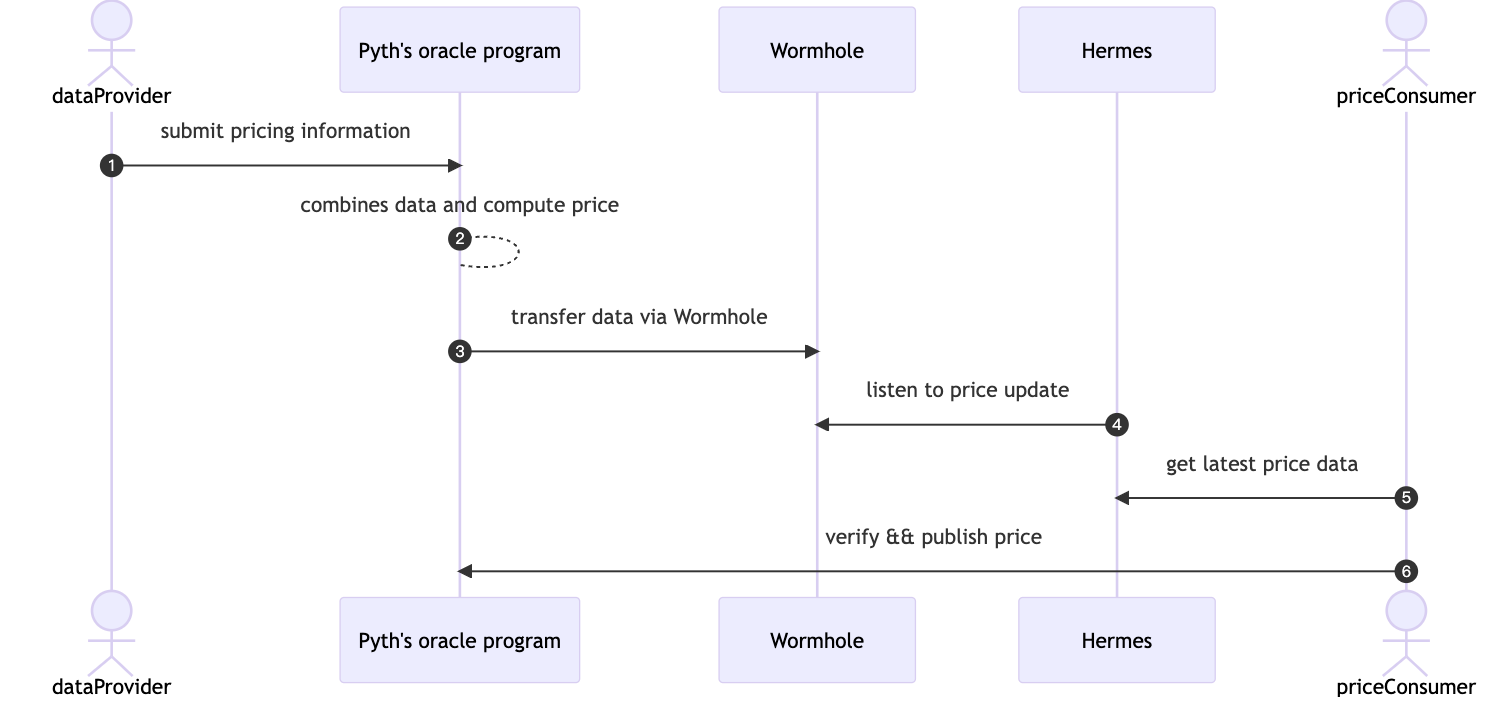 Pyth's oracle program
Wormhole
Hermes
dataProvider
priceConsumer
submit pricing information
1
combines data and compute price
2
transfer data via Wormhole
3
listen to price update
4
get latest price data
5
verify && publish price
6
Pyth's oracle program
Wormhole
Hermes
dataProvider
priceConsumer